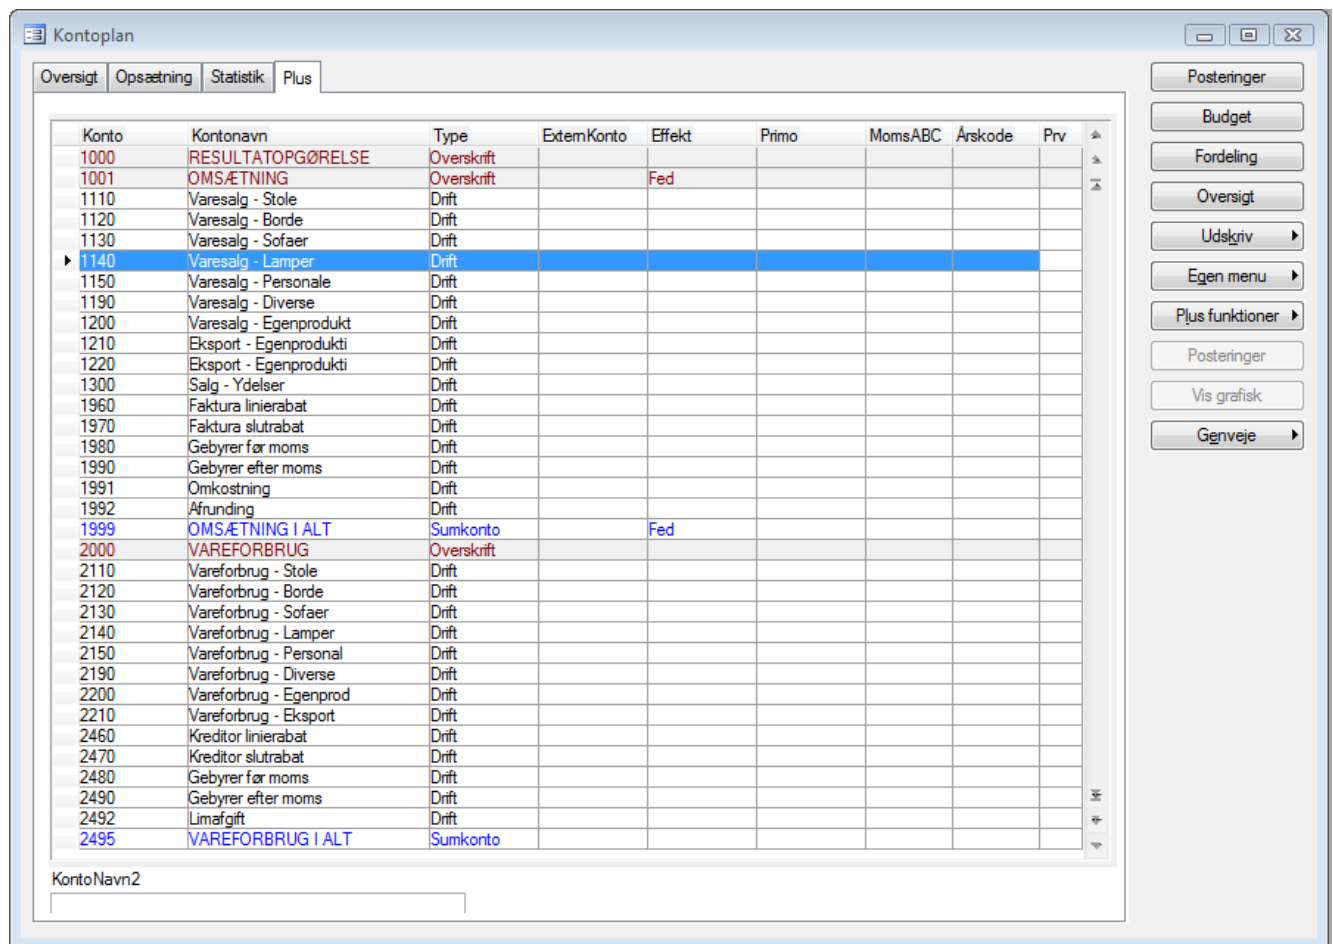 Kontoplan
Oversigt Opsætning Statistik Plus
Konto Kontonavn Type ExternKonto Effekt Primo MomsABC Årskode Prv
1000 RESULTATOPGØRELSE Overskrift
1001 OMSÆTNING Overskrift Fed
1110 Varesalg - Stole Drift
1120 Varesalg - Borde Drift
1130 Varesalg - Sofaer Drift
1140 Varesalg - Lamper Drift
1150 Varesalg - Personale Drift
1190 Varesalg - Diverse Drift
1200 Varesalg - Egenprodukt Drift
1210 Eksport - Egenprodukti Drift
1220 Eksport - Egenprodukti Drift
1300 Salg - Ydelser Drift
1960 Faktura linierabat Drift
1970 Faktura slutrabat Drift
1980 Gebyrer før moms Drift
1990 Gebyrer efter moms Drift
1991 Omkostning Drift
1992 Afrunding Drift
1999 OMSÆTNING I ALT Sumkonto Fed
2000 VAREFORBRUG Overskrift
2110 Vareforbrug - Stole Drift
2120 Vareforbrug - Borde Drift
2130 Vareforbrug - Sofaer Drift
2140 Vareforbrug - Lamper Drift
2150 Vareforbrug - Personal Drift
2190 Vareforbrug - Diverse Drift
2200 Vareforbrug - Egenprod Drift
2210 Vareforbrug - Eksport Drift
2460 Kreditor linierabat Drift
2470 Kreditor slutrabat Drift
2480 Gebyrer før moms Drift
2490 Gebyrer efter moms Drift
2492 Limafgift Drift
2495 VAREFORBRUG I ALT Sumkonto
KontoNavn2
Posteringer
Budget
Fordeling
Oversigt
Udskriv
Egen menu
Plus funktioner
Posteringer
Vis grafisk
Genveje